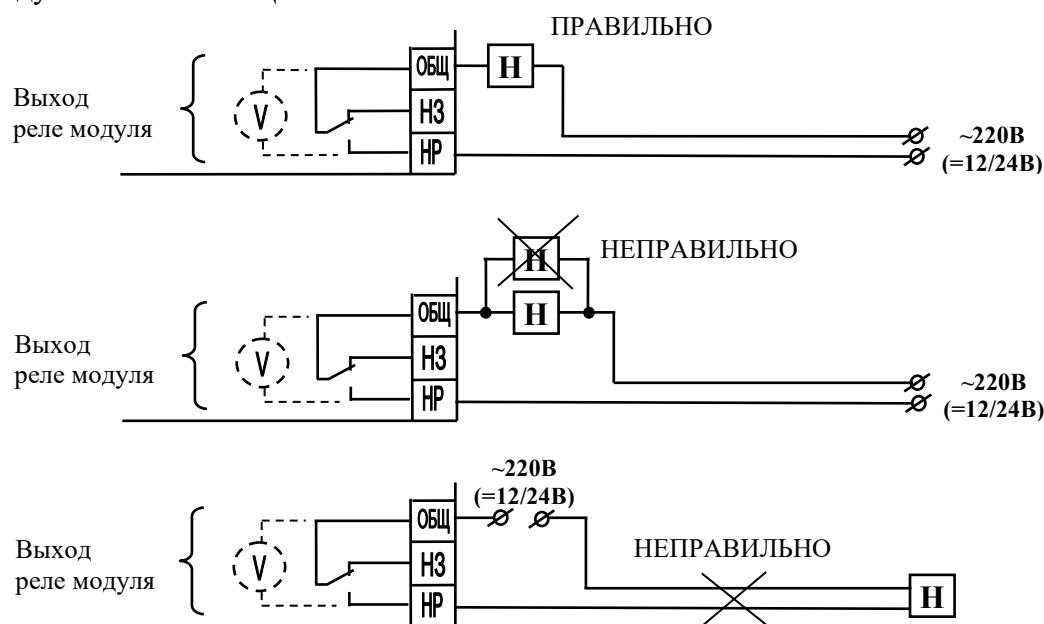 ПРАВИЛЬНО
ОБЩ
Н
НЗ
НР
V
Выход
реле модуля
~220В
(=12/24В)
НЕПРАВИЛЬНО
Н
Н
ОБЩ
НЗ
НР
V
Выход
реле модуля
~220В
(=12/24В)
~220В
(=12/24В)
ОБЩ
НЗ
НР
V
Выход
реле модуля
НЕПРАВИЛЬНО
Н